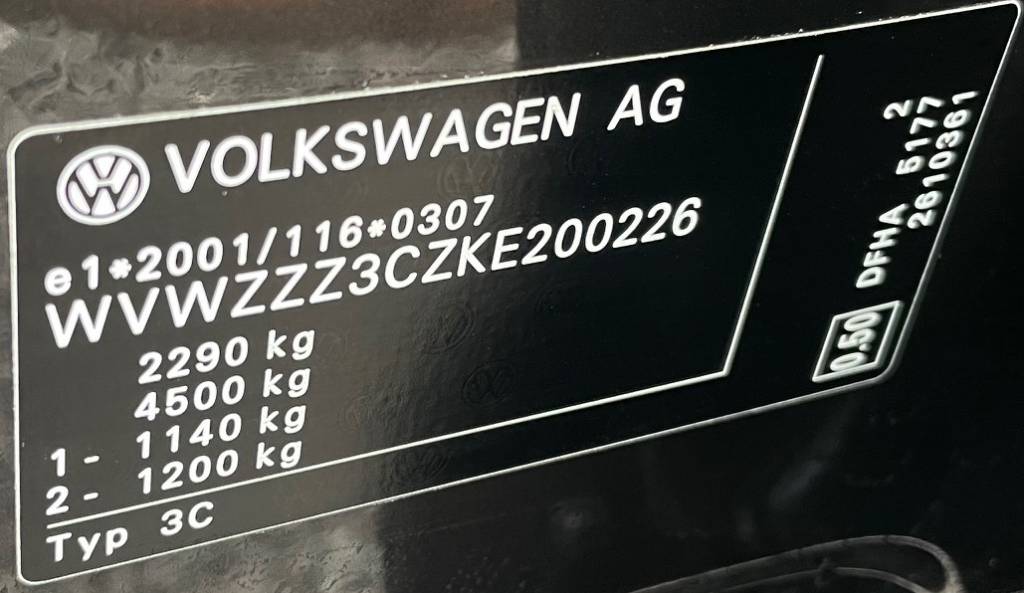 VOLKSWAGEN AG
e1*2001/116*0307
WVWZZZ3CZKE200226
2290 kg
4500 kg
1- 1140 kg
2- 1200 kg
Typ 3C
0.50
DFHA 5177
2
2610361